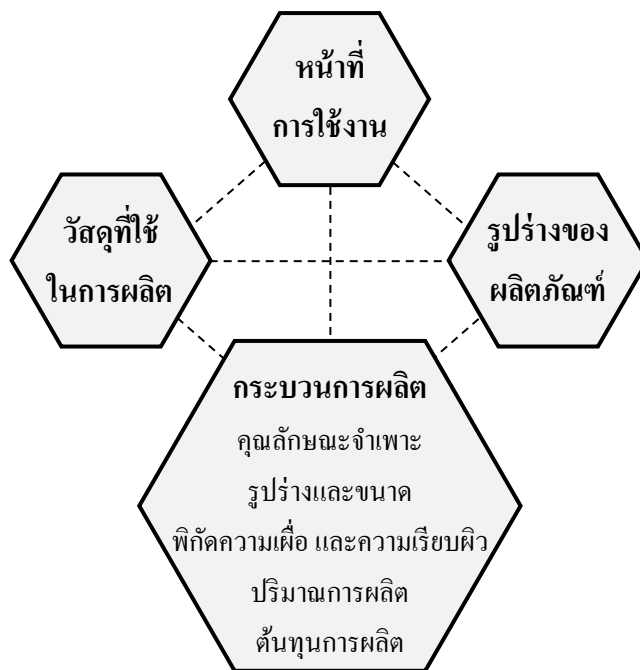 หน้าที่
การใช้งาน
วัสดุที่ใช้
ในการผลิต
รูปร่างของ
ผลิตภัณฑ์
กระบวนการผลิต
คุณลักษณะจำเพาะ
รูปร่างและขนาด
พิกัดความเผื่อ และความเรียบผิว
ปริมาณการผลิต
ต้นทุนการผลิต